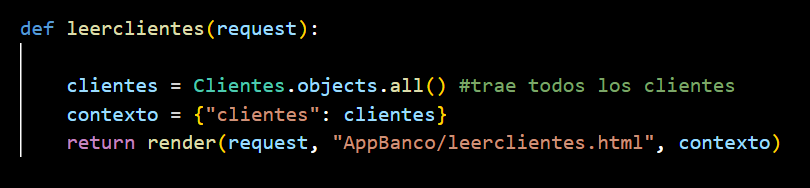 def leerclientes(request):
clientes = Clientes.objects.all() #trae todos los clientes
contexto = {"clientes": clientes}
return render(request, "AppBanco/leerclientes.html", contexto)